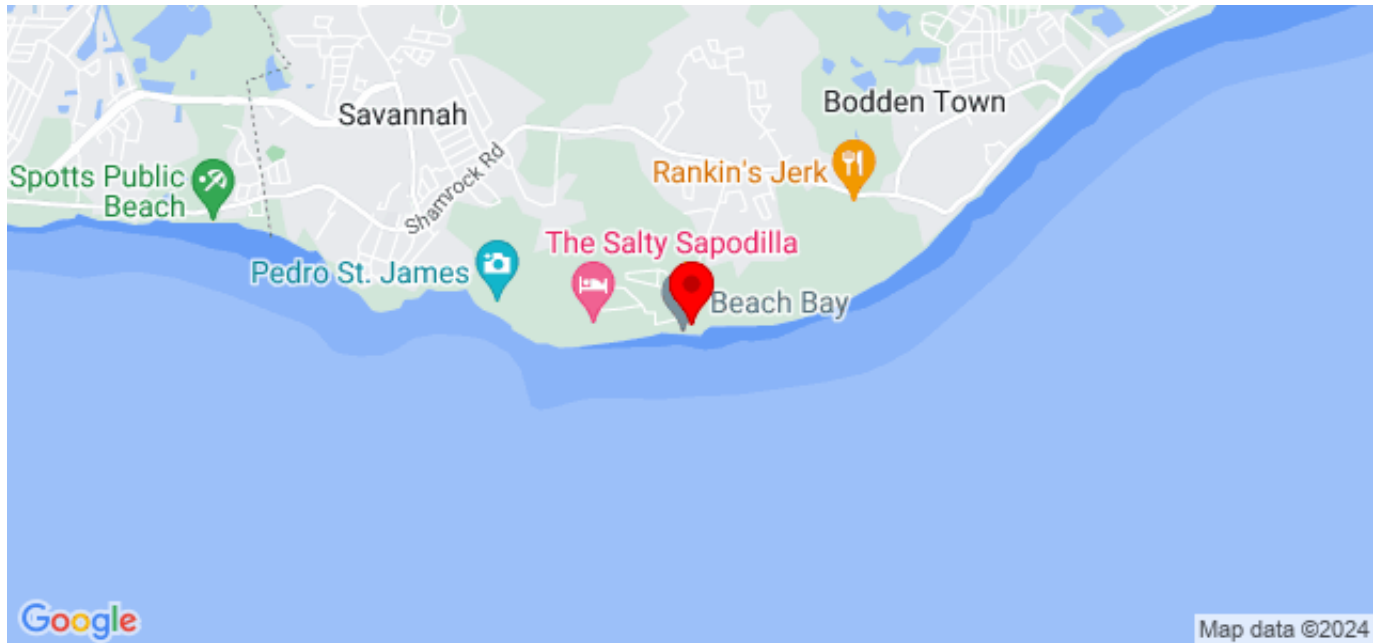 Savannah
Bodden Town
Spotts Public
Beach
Rankin's Jerk
Shamrock Rd
The Salty Sapodilla
Pedro St. James
Beach Bay
Google
Map data ©2024